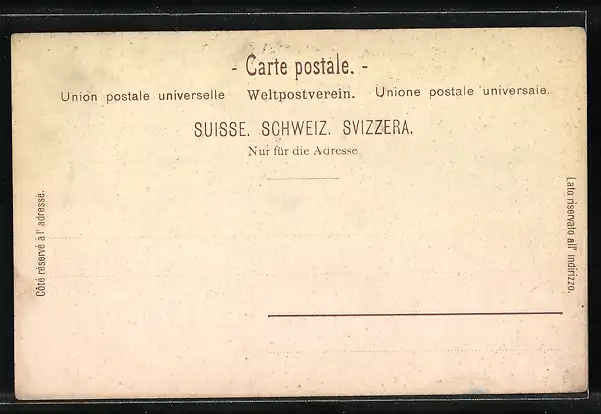 - Carte postale. -
Union postale universelle Weltpostverein. Unione postale universale.
SUISSE. SCHWEIZ. SVIZZERA.
Nur für die Adresse
Côté réservé à l'adresse.
Lato riservato all'indirizzo.